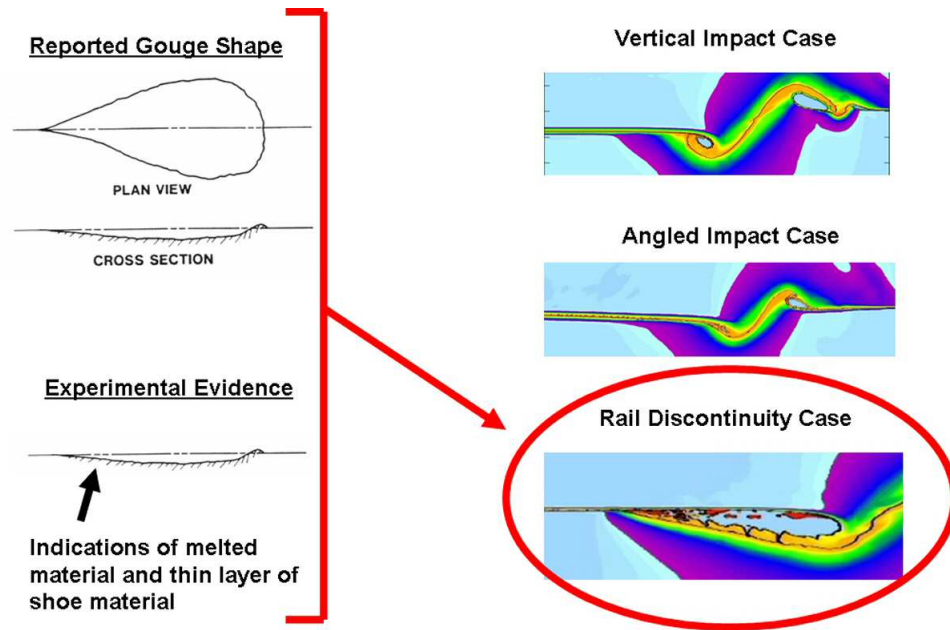 Reported Gouge Shape
PLAN VIEW
CROSS SECTION
Experimental Evidence
Indications of melted
material and thin layer of
shoe material
Vertical Impact Case
Angled Impact Case
Rail Discontinuity Case